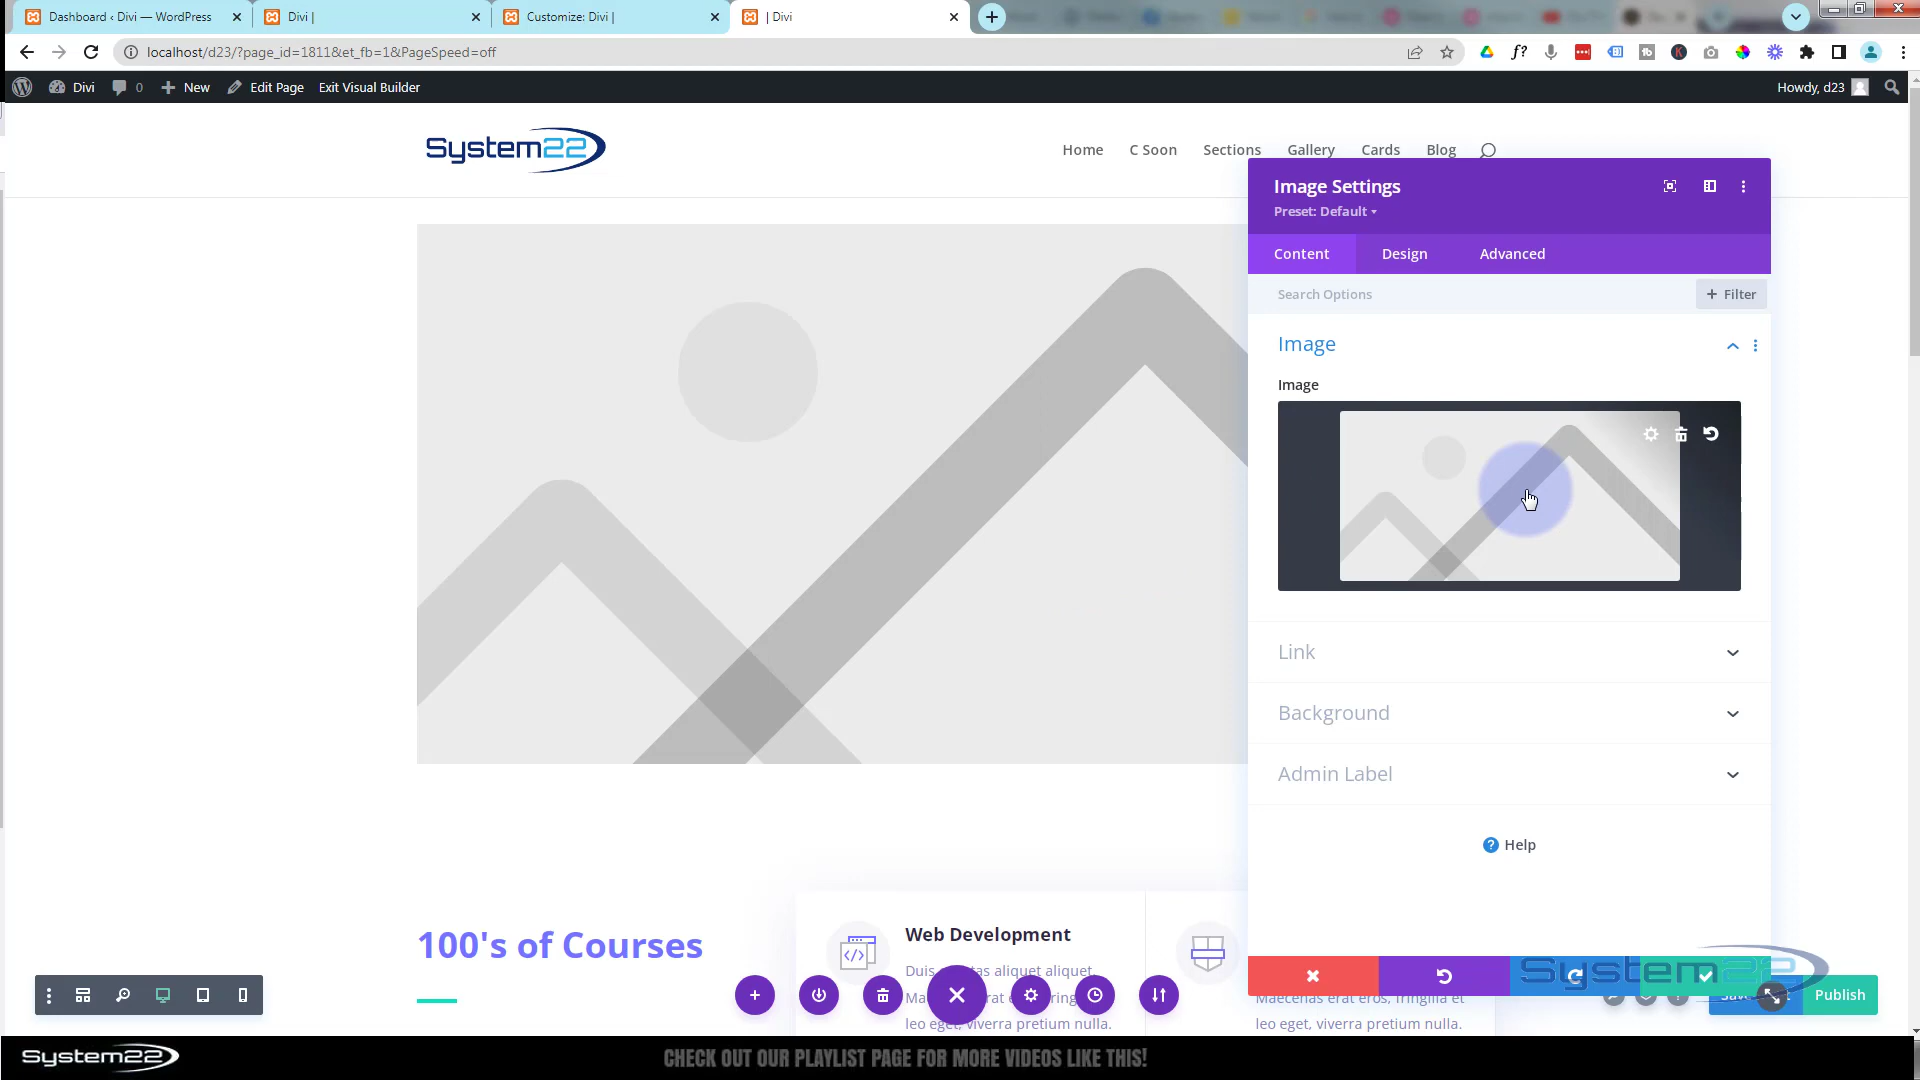 Dashboard ‹ Divi — WordPress
Divi |
Customize: Divi |
| Divi
localhost/d23/?page_id=1811&et_fb=1&PageSpeed=off
Divi
0
New
Edit Page
Exit Visual Builder
Howdy, d23
System22
Home
C Soon
Sections
Gallery
Cards
Blog
Image Settings
Preset: Default
Content
Design
Advanced
Search Options
+ Filter
Image
Image
Link
Background
Admin Label
Help
100's of Courses
Web Development
aliquet aliquet,
leo eget, viverra pretium nulla.
Maecenas erat eros, fringilla et
leo eget, viverra pretium nulla.
System22
Publish
System22
CHECK OUT OUR PLAYLIST PAGE FOR MORE VIDEOS LIKE THIS!